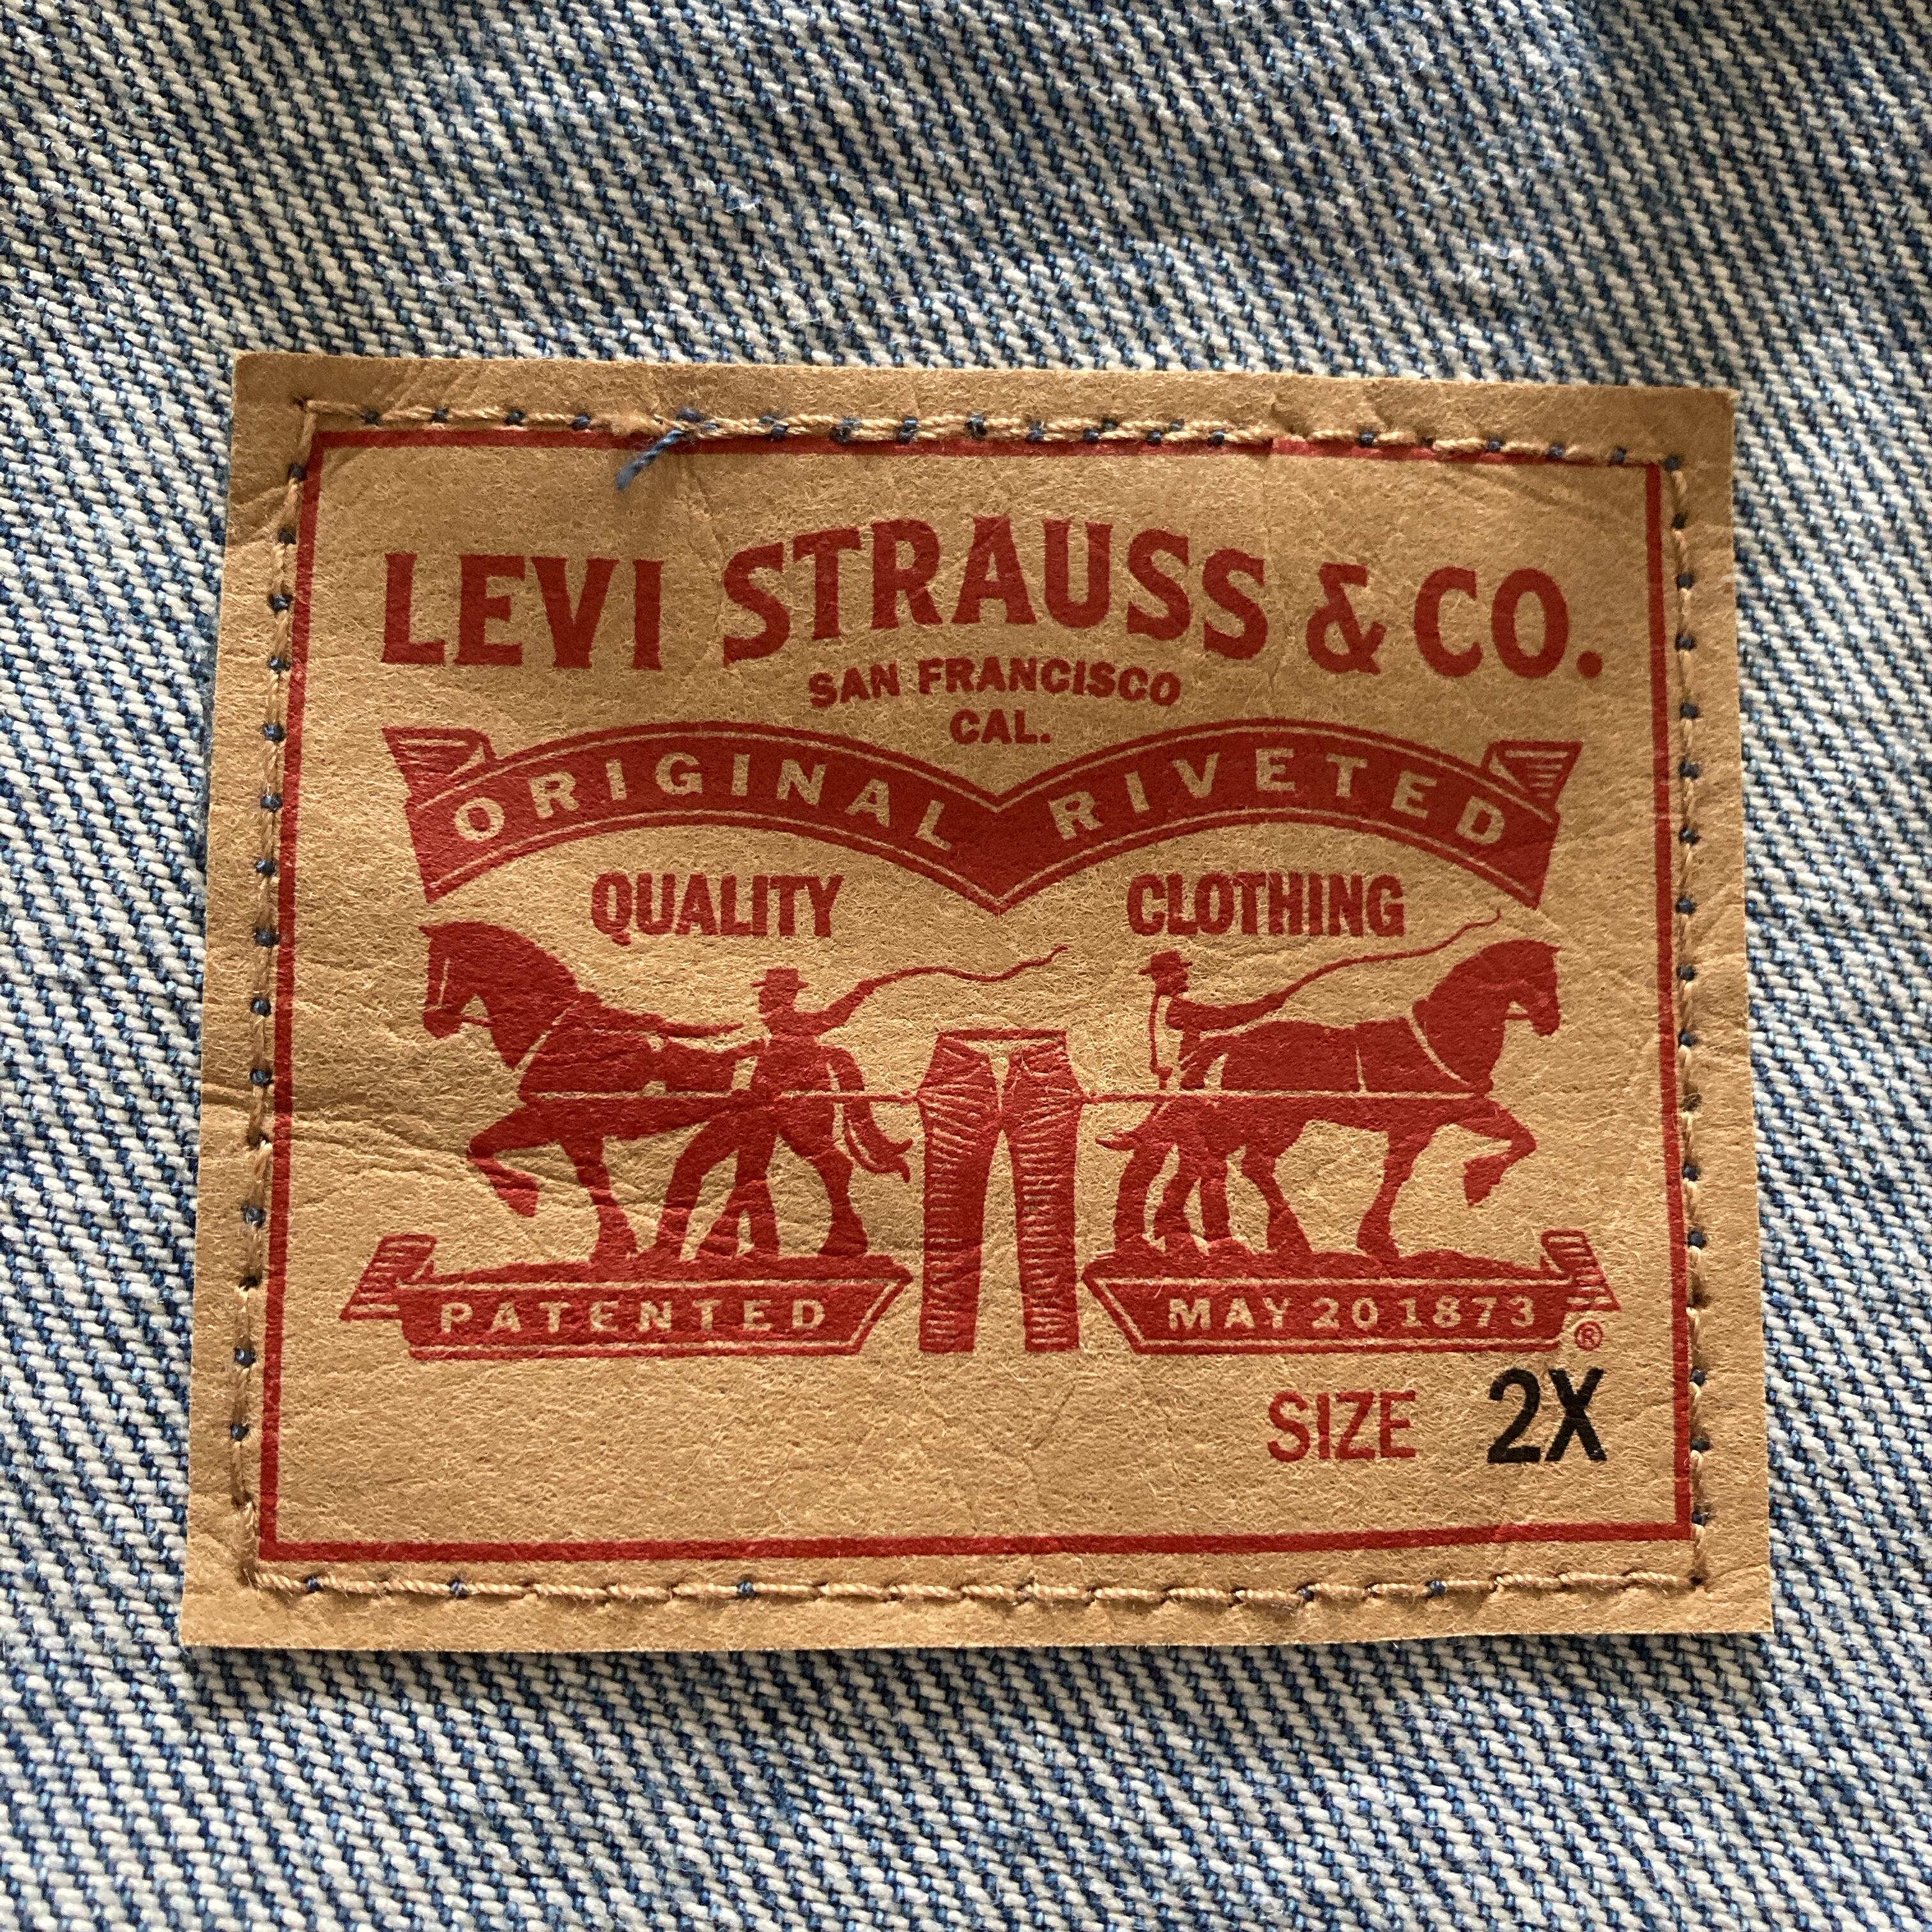 LEVI STRAUSS & CO.
SAN FRANCISCO
CAL.
ORIGINAL RIVETED
QUALITY CLOTHING
PATENTED MAY 20 1873
®
SIZE 2X